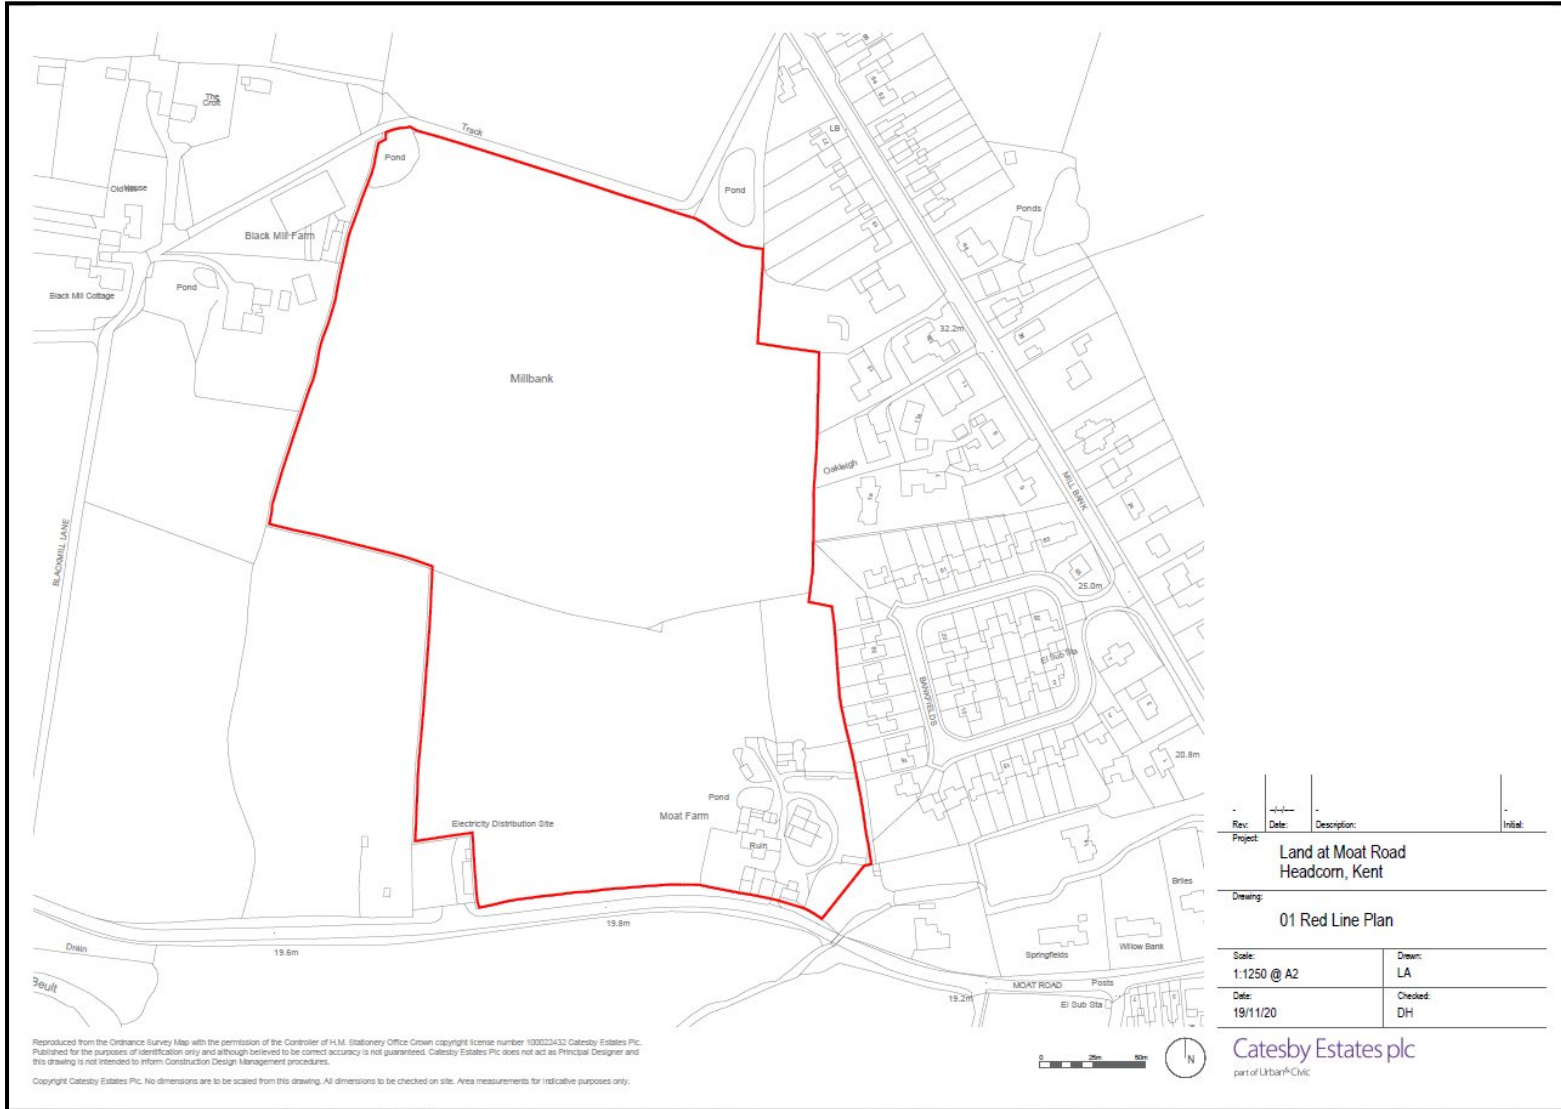 Track
The
Croft
Pond
LB
Pond
Ponds
Black Mill Farm
Pond
Black Mill Cottage
32.2m
Millbank
Oakleigh
MILL BANK
BLACKMILL LANE
25.0m
El Sub Sta
BANKFIELDS
20.8m
Pond
Moat Farm
Electricity Distribution Site
Ruin
Briles
19.8m
19.6m
Drain
Beult
Springfields
Willow Bank
MOAT ROAD
Posts
19.2m
El Sub Sta
Rev:
Date:
Description:
Initial:
Project:
Land at Moat Road
Headcorn, Kent
Drawing:
01 Red Line Plan
Scale:
1:1250 @ A2
Drawn:
LA
Date:
19/11/20
Checked:
DH
Catesby Estates plc
part of Urban&Civic
0 25m 50m
N
Reproduced from the Ordnance Survey Map with the permission of the Controller of H.M. Stationery Office Crown copyright license number 100022432 Catesby Estates Plc.
Published for the purposes of identification only and although believed to be correct accuracy is not guaranteed. Catesby Estates Plc does not act as Principal Designer and
this drawing is not intended to inform Construction Design Management procedures.
Copyright Catesby Estates Plc. No dimensions are to be scaled from this drawing. All dimensions to be checked on site. Area measurements for indicative purposes only.